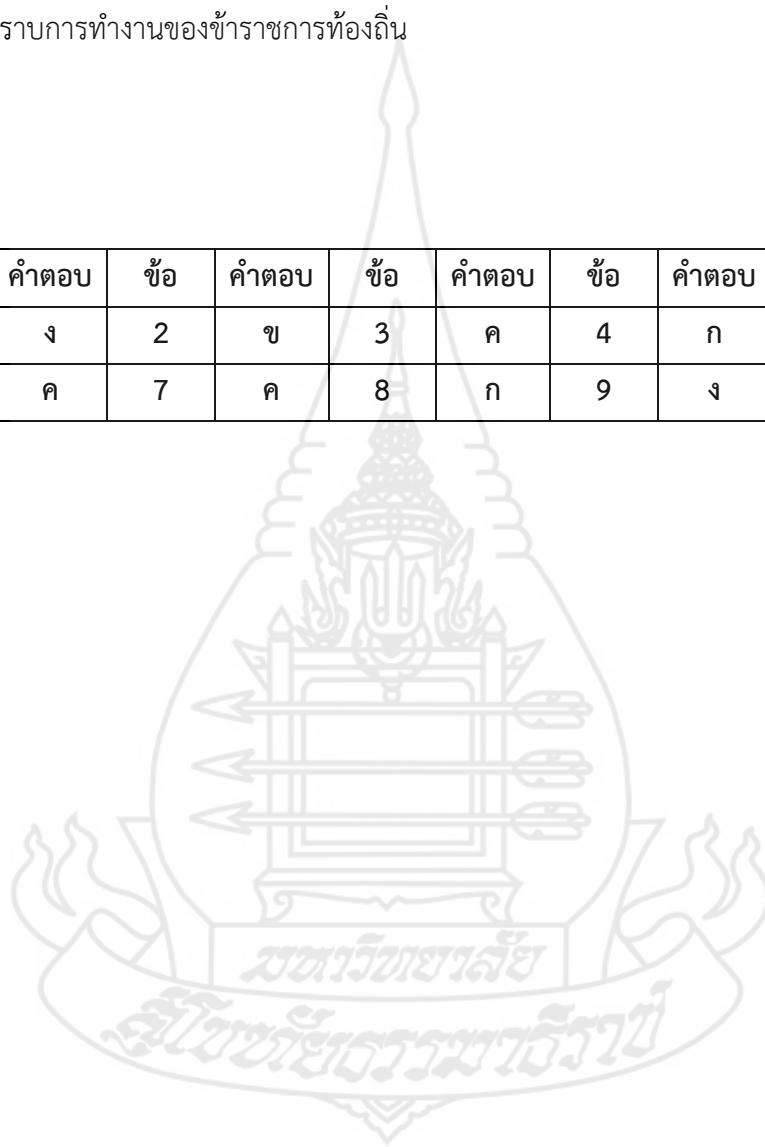 ราบการทำงานของข้าราชการท้องถิ่น
คำตอบ ข้อ คำตอบ ข้อ คำตอบ ข้อ คำตอบ
ง 2 ข 3 ค 4 ก
ค 7 ค 8 ก 9 ง
มหาวิทยาลัย
สุโขทัยธรรมาธิราช